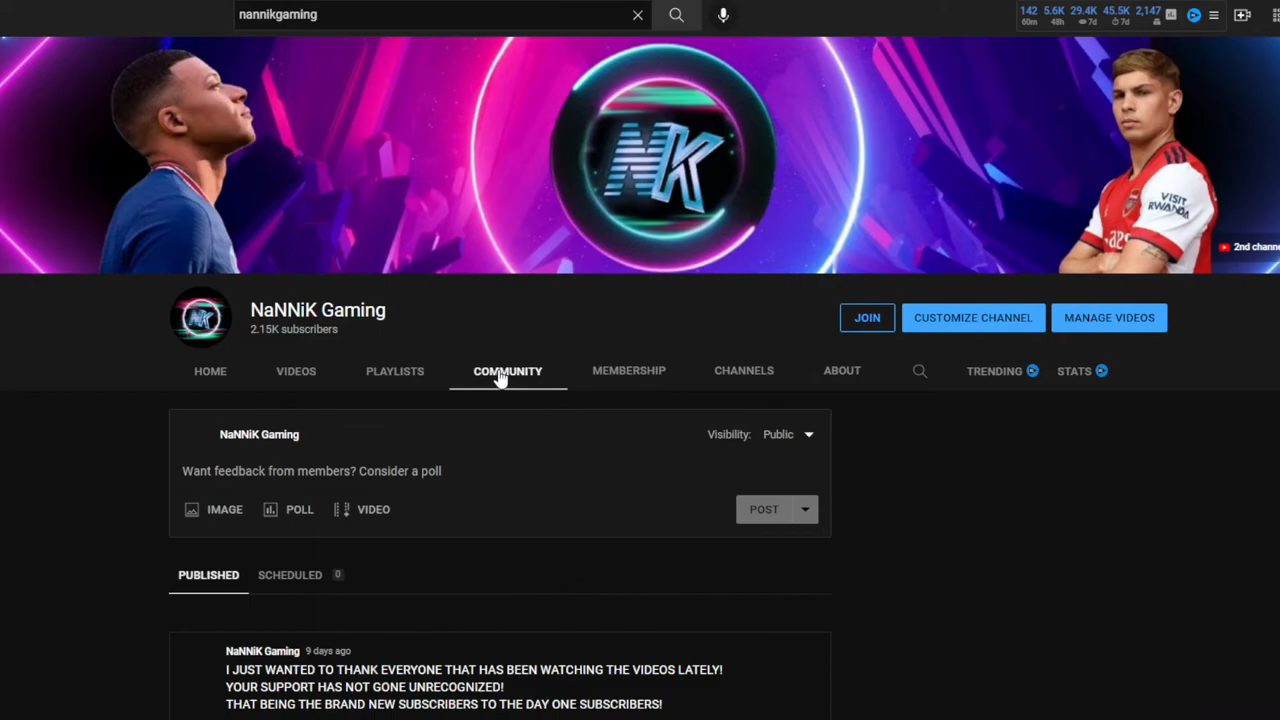 nannikgaming
142 5.6K 29.4K 45.5K 2,147
60m 48h 7d 7d
NK
VISIT
RWANDA
2nd channe
NK
NaNNiK Gaming
2.15K subscribers
JOIN
CUSTOMIZE CHANNEL
MANAGE VIDEOS
HOME
VIDEOS
PLAYLISTS
COMMUNITY
MEMBERSHIP
CHANNELS
ABOUT
TRENDING
STATS
NaNNiK Gaming
Visibility: Public
Want feedback from members? Consider a poll
IMAGE
POLL
VIDEO
POST
PUBLISHED
SCHEDULED 0
NaNNiK Gaming 9 days ago
I JUST WANTED TO THANK EVERYONE THAT HAS BEEN WATCHING THE VIDEOS LATELY!
YOUR SUPPORT HAS NOT GONE UNRECOGNIZED!
THAT BEING THE BRAND NEW SUBSCRIBERS TO THE DAY ONE SUBSCRIBERS!